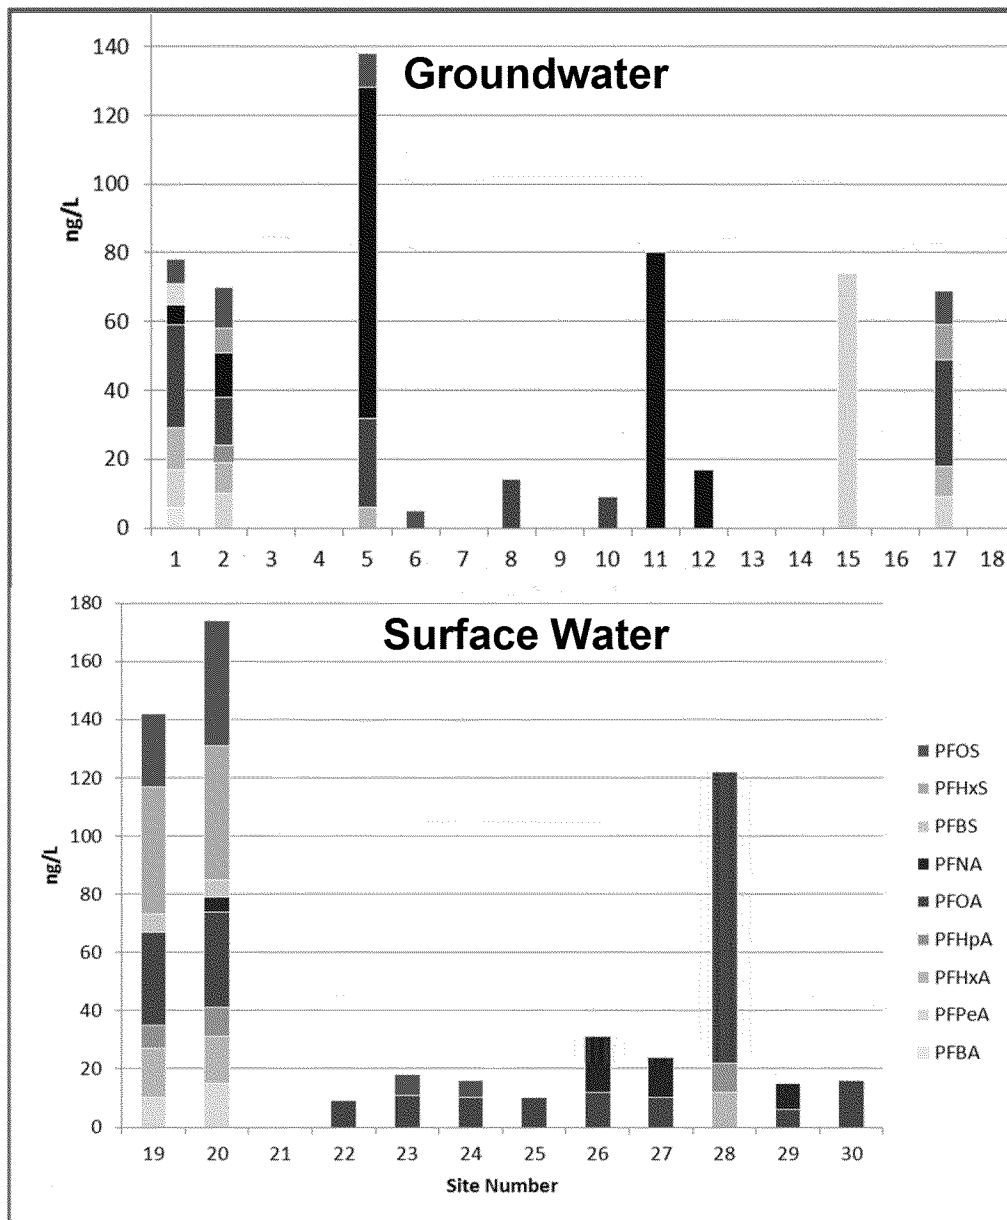 Groundwater
ng/L
140
120
100
80
60
40
20
0
1 2 3 4 5 6 7 8 9 10 11 12 13 14 15 16 17 18
Surface Water
ng/L
180
160
140
120
100
80
60
40
20
0
19 20 21 22 23 24 25 26 27 28 29 30
Site Number
PFOS
PFHxS
PFBS
PFNA
PFOA
PFHpA
PFHxA
PFPeA
PFBA